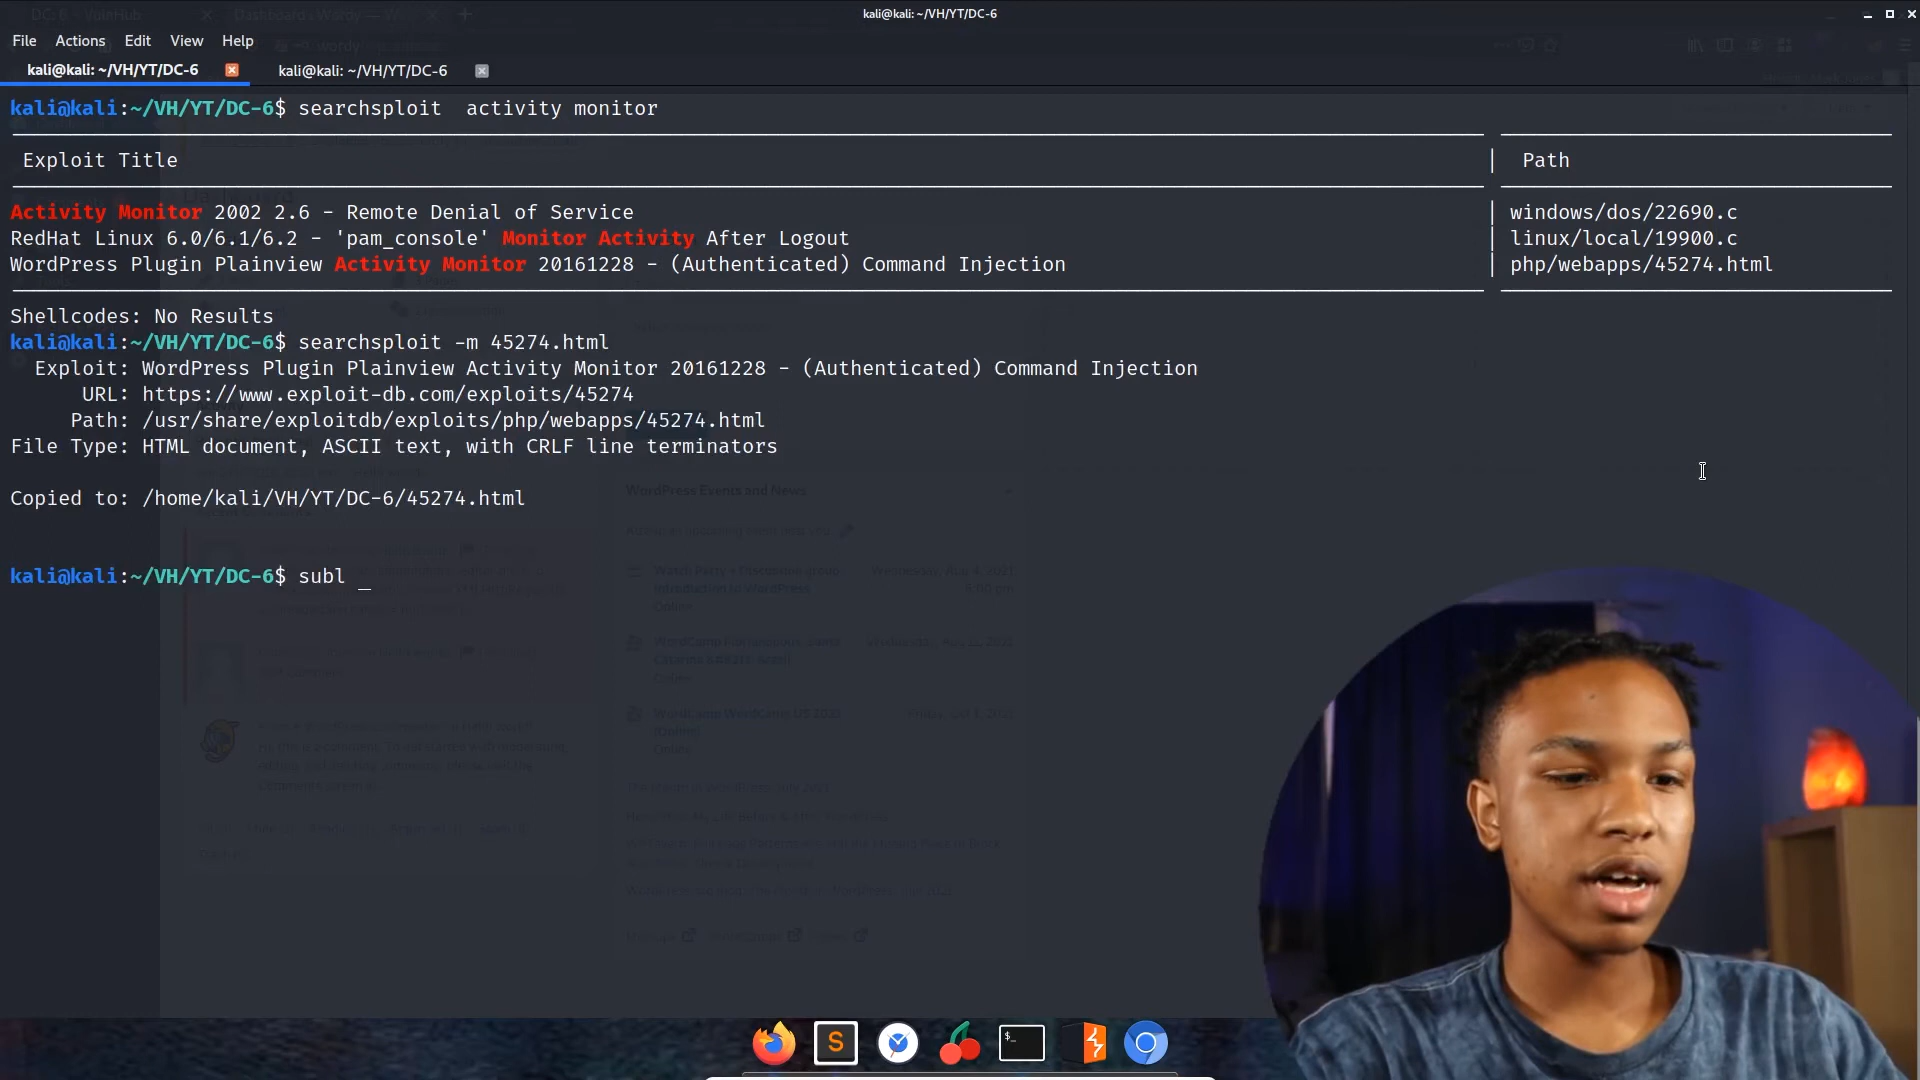 kali@kali: ~/VH/YT/DC-6
File Actions Edit View Help
kali@kali: ~/VH/YT/DC-6 kali@kali: ~/VH/YT/DC-6
kali@kali:~/VH/YT/DC-6$ searchsploit  activity monitor
Exploit Title | Path
Activity Monitor 2002 2.6 - Remote Denial of Service | windows/dos/22690.c
RedHat Linux 6.0/6.1/6.2 - 'pam_console' Monitor Activity After Logout | linux/local/19900.c
WordPress Plugin Plainview Activity Monitor 20161228 - (Authenticated) Command Injection | php/webapps/45274.html
Shellcodes: No Results
kali@kali:~/VH/YT/DC-6$ searchsploit -m 45274.html
Exploit: WordPress Plugin Plainview Activity Monitor 20161228 - (Authenticated) Command Injection
URL: https://www.exploit-db.com/exploits/45274
Path: /usr/share/exploitdb/exploits/php/webapps/45274.html
File Type: HTML document, ASCII text, with CRLF line terminators
Copied to: /home/kali/VH/YT/DC-6/45274.html
WordPress Events and News
kali@kali:~/VH/YT/DC-6$ subl _